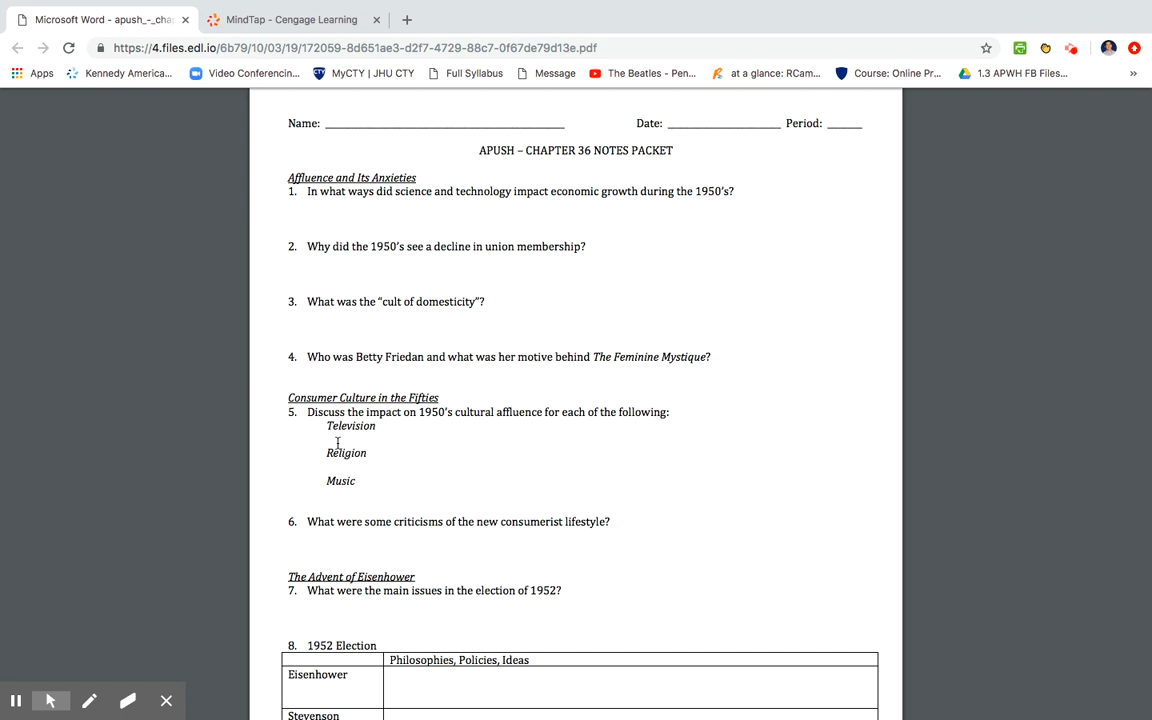 Microsoft Word - apush_-_cha
MindTap - Cengage Learning
https://4.files.edl.io/6b79/10/03/19/172059-8d651ae3-d2f7-4729-88c7-0f67de79d13e.pdf
Apps Kennedy America... Video Conferencin... CTY MyCTY | JHU CTY Full Syllabus Message The Beatles - Pen... at a glance: RCam... Course: Online Pr... 1.3 APWH FB Files... »
Name: ____________________ Date: ____________________ Period: _______
APUSH – CHAPTER 36 NOTES PACKET
Affluence and Its Anxieties
1. In what ways did science and technology impact economic growth during the 1950's?
2. Why did the 1950's see a decline in union membership?
3. What was the "cult of domesticity"?
4. Who was Betty Friedan and what was her motive behind The Feminine Mystique?
Consumer Culture in the Fifties
5. Discuss the impact on 1950's cultural affluence for each of the following:
Television
Religion
Music
6. What were some criticisms of the new consumerist lifestyle?
The Advent of Eisenhower
7. What were the main issues in the election of 1952?
8. 1952 Election
Philosophies, Policies, Ideas
Eisenhower
Stevenson